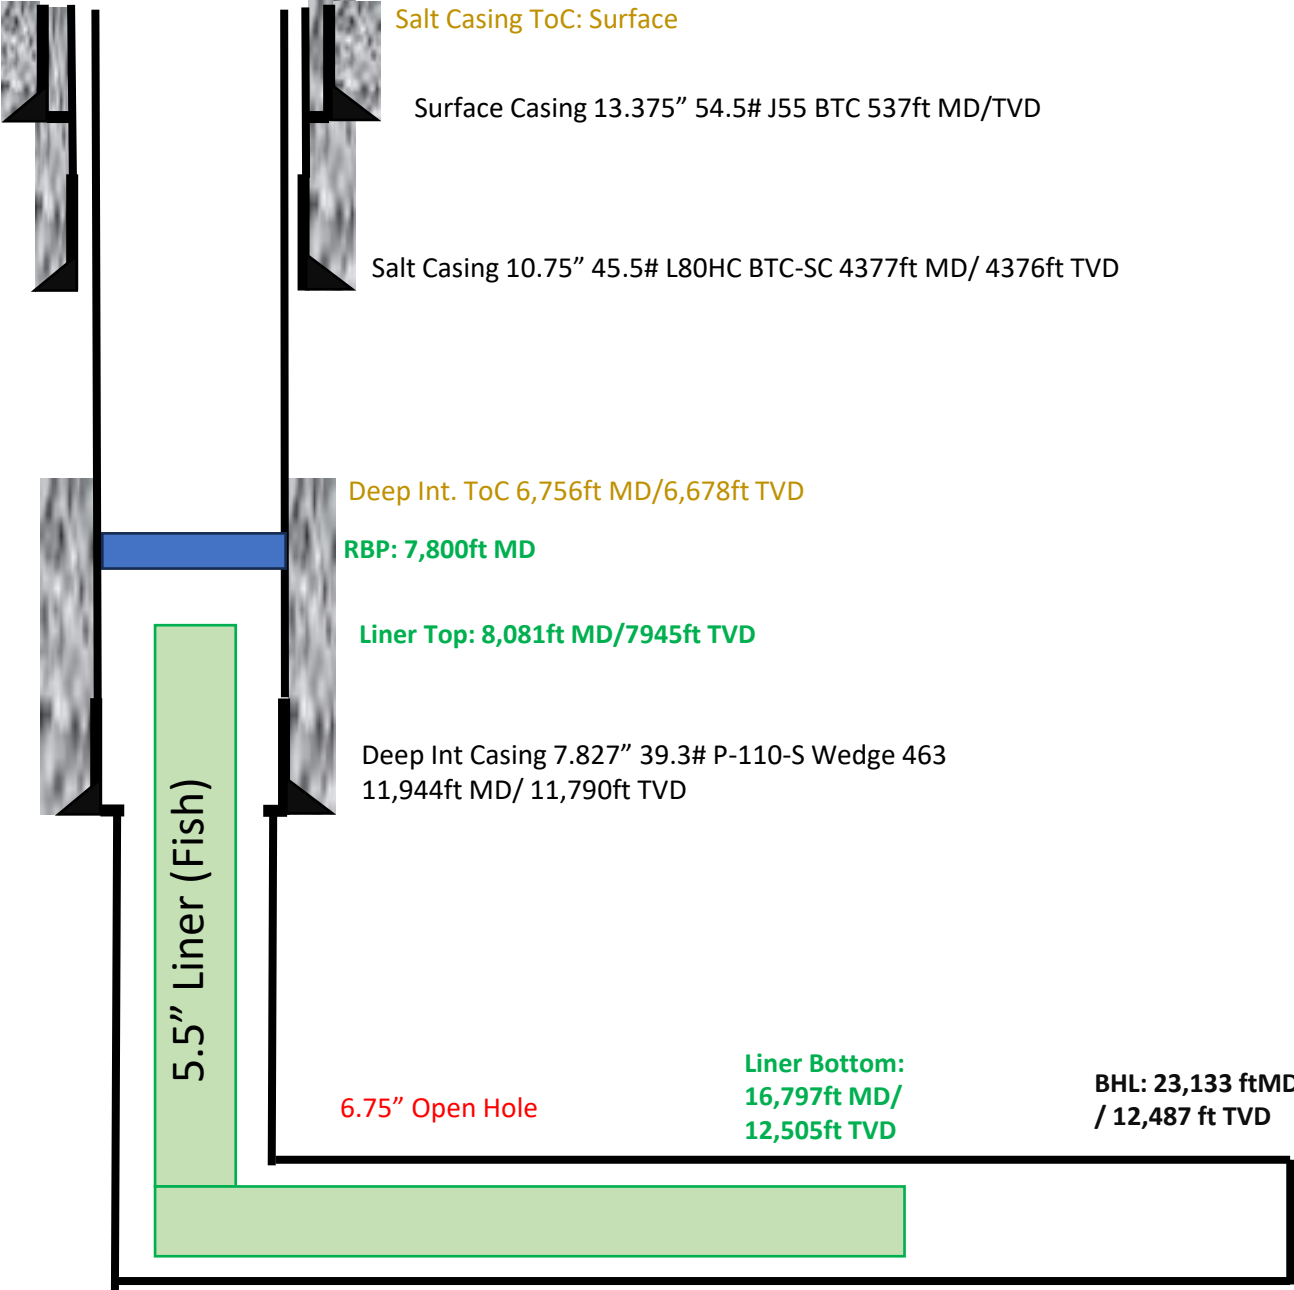 Salt Casing ToC: Surface
Surface Casing 13.375” 54.5# J55 BTC 537ft MD/TVD
Salt Casing 10.75” 45.5# L80HC BTC-SC 4377ft MD/ 4376ft TVD
Deep Int. ToC 6,756ft MD/6,678ft TVD
RBP: 7,800ft MD
Liner Top: 8,081ft MD/7945ft TVD
Deep Int Casing 7.827” 39.3# P-110-S Wedge 463
11,944ft MD/ 11,790ft TVD
5.5” Liner (Fish)
6.75” Open Hole
Liner Bottom:
16,797ft MD/
12,505ft TVD
BHL: 23,133 ftMD
/ 12,487 ft TVD